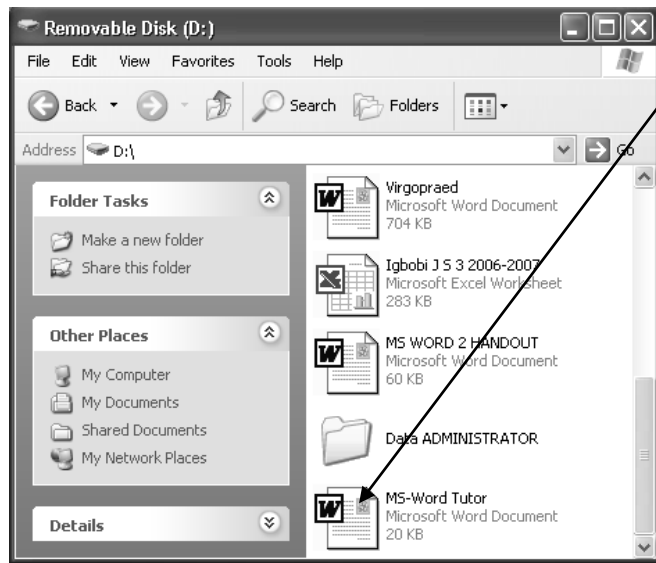 Removable Disk (D:)
File Edit View Favorites Tools Help
Back Search Folders
Address D:\ Go
Folder Tasks
Make a new folder
Share this folder
Other Places
My Computer
My Documents
Shared Documents
My Network Places
Details
Virgopraed
Microsoft Word Document
704 KB
Igbobi J S 3 2006-2007
Microsoft Excel Worksheet
283 KB
MS WORD 2 HANDOUT
Microsoft Word Document
60 KB
Data ADMINISTRATOR
MS-Word Tutor
Microsoft Word Document
20 KB